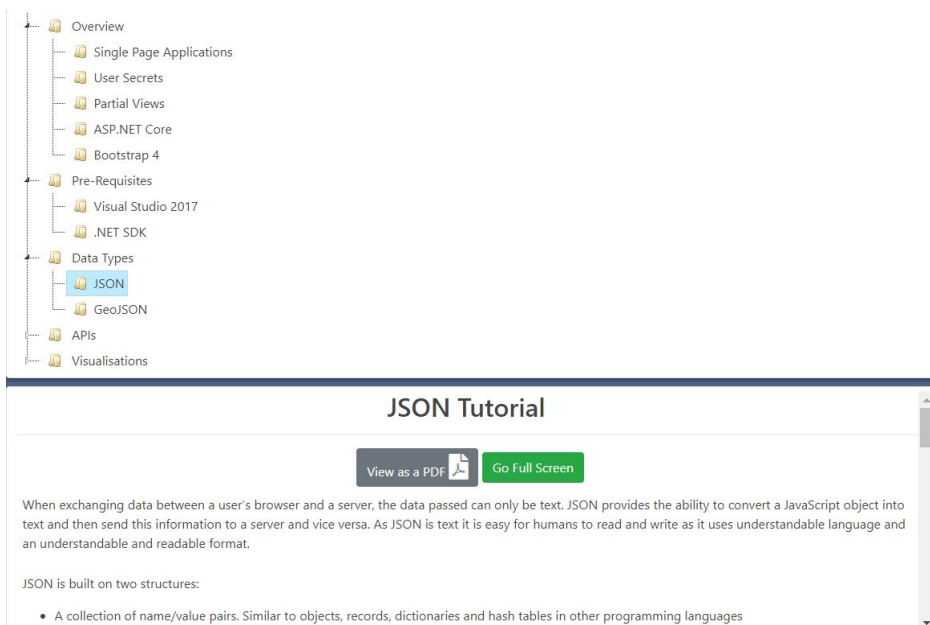 Overview
Single Page Applications
User Secrets
Partial Views
ASP.NET Core
Bootstrap 4
Pre-Requisites
Visual Studio 2017
.NET SDK
Data Types
JSON
GeoJSON
APIs
Visualisations
JSON Tutorial
View as a PDF
Go Full Screen
When exchanging data between a user's browser and a server, the data passed can only be text. JSON provides the ability to convert a JavaScript object into
text and then send this information to a server and vice versa. As JSON is text it is easy for humans to read and write as it uses understandable language and
an understandable and readable format.
JSON is built on two structures:
• A collection of name/value pairs. Similar to objects, records, dictionaries and hash tables in other programming languages